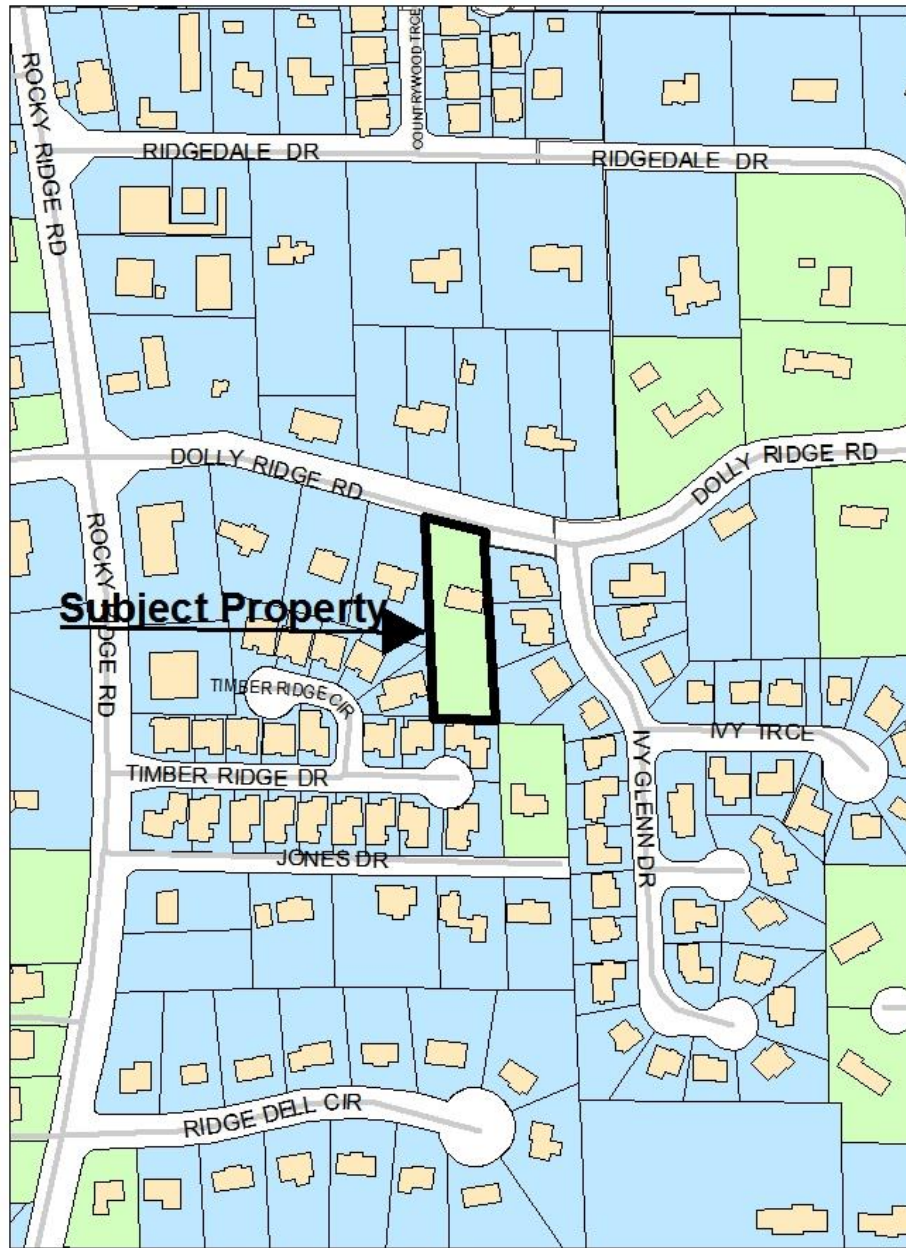 COUNTRYWOOD TRCE
ROCKY RIDGE RD
RIDGEDALE DR
RIDGEDALE DR
DOLLY RIDGE RD
DOLLY RIDGE RD
ROCKY RIDGE RD
Subject Property
TIMBER RIDGE CIR
IVY TRCE
IVY GLENN DR
TIMBER RIDGE DR
JONES DR
RIDGE DELL CIR